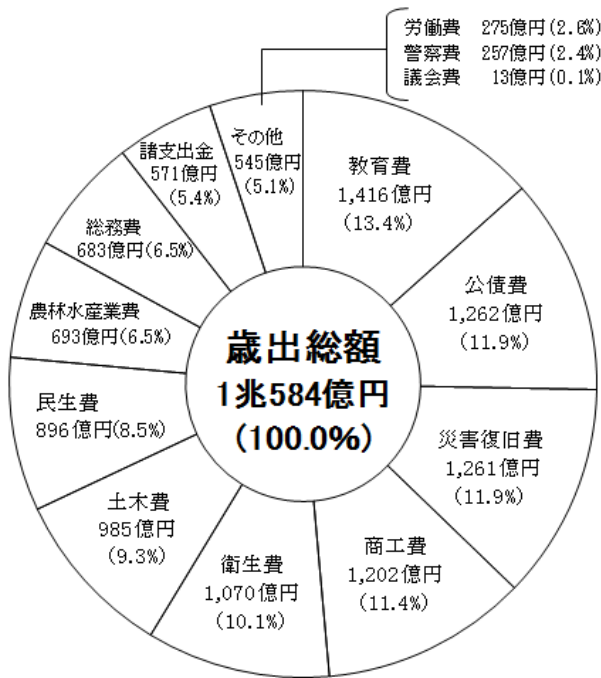 労働費 275億円(2.6%)
警察費 257億円(2.4%)
議会費 13億円(0.1%)
教育費
1,416億円
(13.4%)
公債費
1,262億円
(11.9%)
災害復旧費
1,261億円
(11.9%)
商工費
1,202億円
(11.4%)
衛生費
1,070億円
(10.1%)
土木費
985億円
(9.3%)
民生費
896億円(8.5%)
農林水産業費
693億円(6.5%)
総務費
683億円(6.5%)
諸支出金
571億円
(5.4%)
その他
545億円
(5.1%)
歳出総額
1兆584億円
(100.0%)